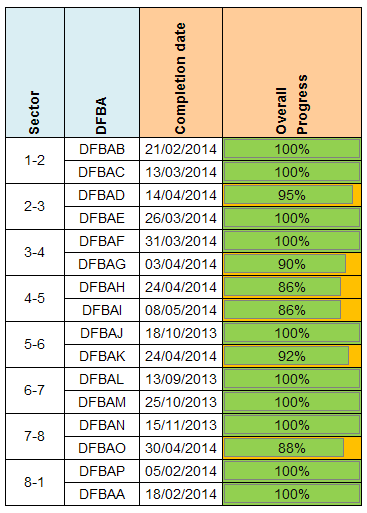 Sector DFBA Completion date Overall Progress
1-2 DFBAB 21/02/2014 100%
DFBAC 13/03/2014 100%
2-3 DFBAD 14/04/2014 95%
DFBAE 26/03/2014 100%
3-4 DFBAF 31/03/2014 100%
DFBAG 03/04/2014 90%
4-5 DFBAH 24/04/2014 86%
DFBAI 08/05/2014 86%
5-6 DFBAJ 18/10/2013 100%
DFBAK 24/04/2014 92%
6-7 DFBAL 13/09/2013 100%
DFBAM 25/10/2013 100%
7-8 DFBAN 15/11/2013 100%
DFBAO 30/04/2014 88%
8-1 DFBAP 05/02/2014 100%
DFBAA 18/02/2014 100%